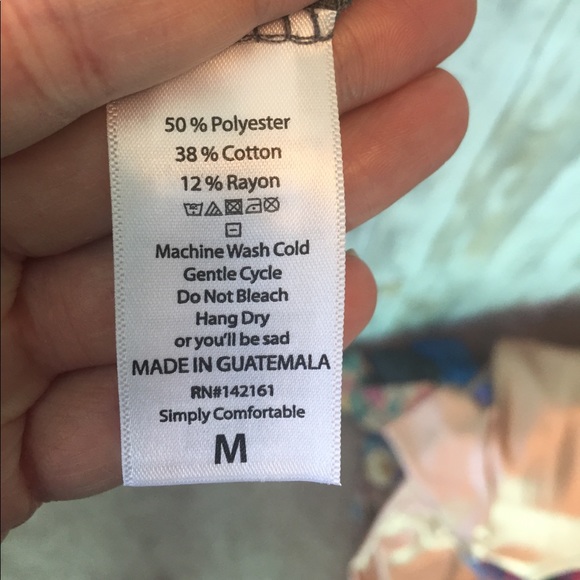 50 % Polyester
38 % Cotton
12 % Rayon
Machine Wash Cold
Gentle Cycle
Do Not Bleach
Hang Dry
or you'll be sad
MADE IN GUATEMALA
RN#142161
Simply Comfortable
M